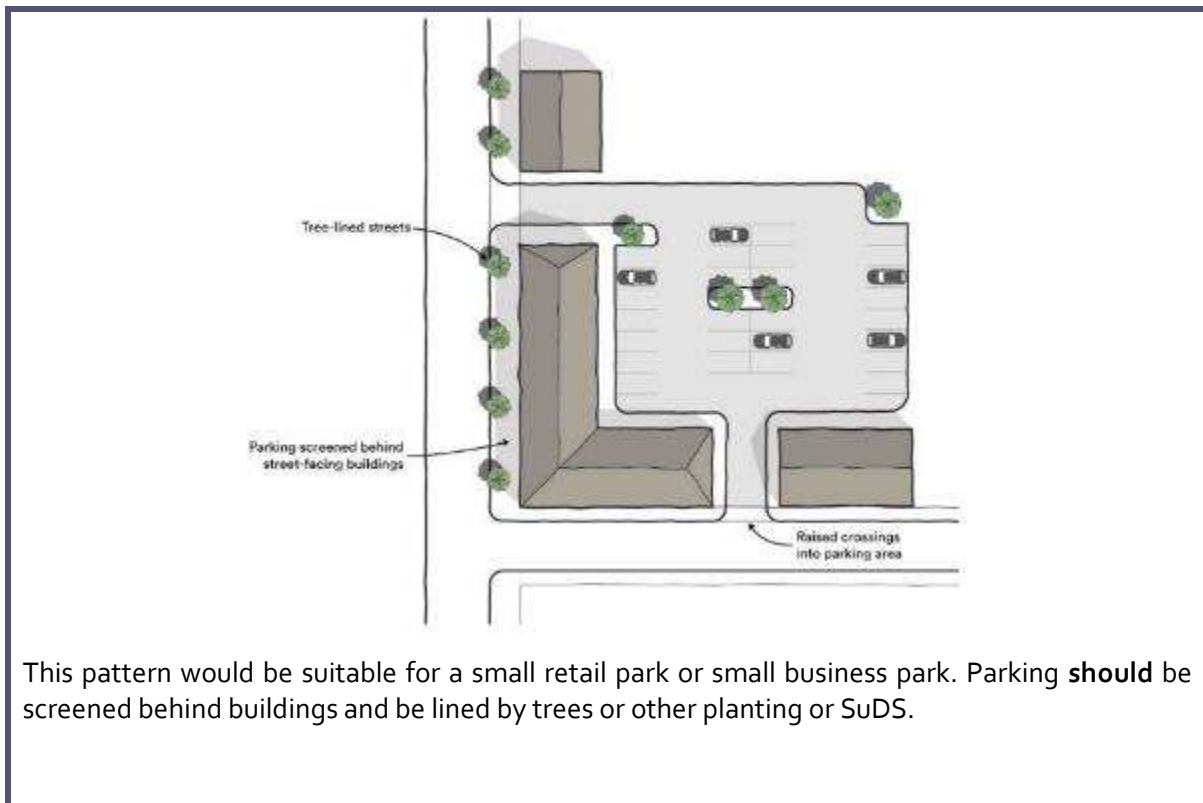 Tree-lined streets
Parking screened behind
street-facing buildings
Raised crossings
into parking area
This pattern would be suitable for a small retail park or small business park. Parking should be
screened behind buildings and be lined by trees or other planting or SuDS.